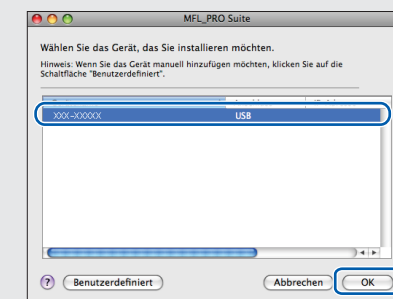 MFL_PRO Suite
Wählen Sie das Gerät, das Sie installieren möchten.
Hinweis: Wenn Sie das Gerät manuell hinzufügen möchten, klicken Sie auf die
Schaltfläche "Benutzerdefiniert".
XXX-XXXXX USB
? Benutzerdefiniert Abbrechen OK